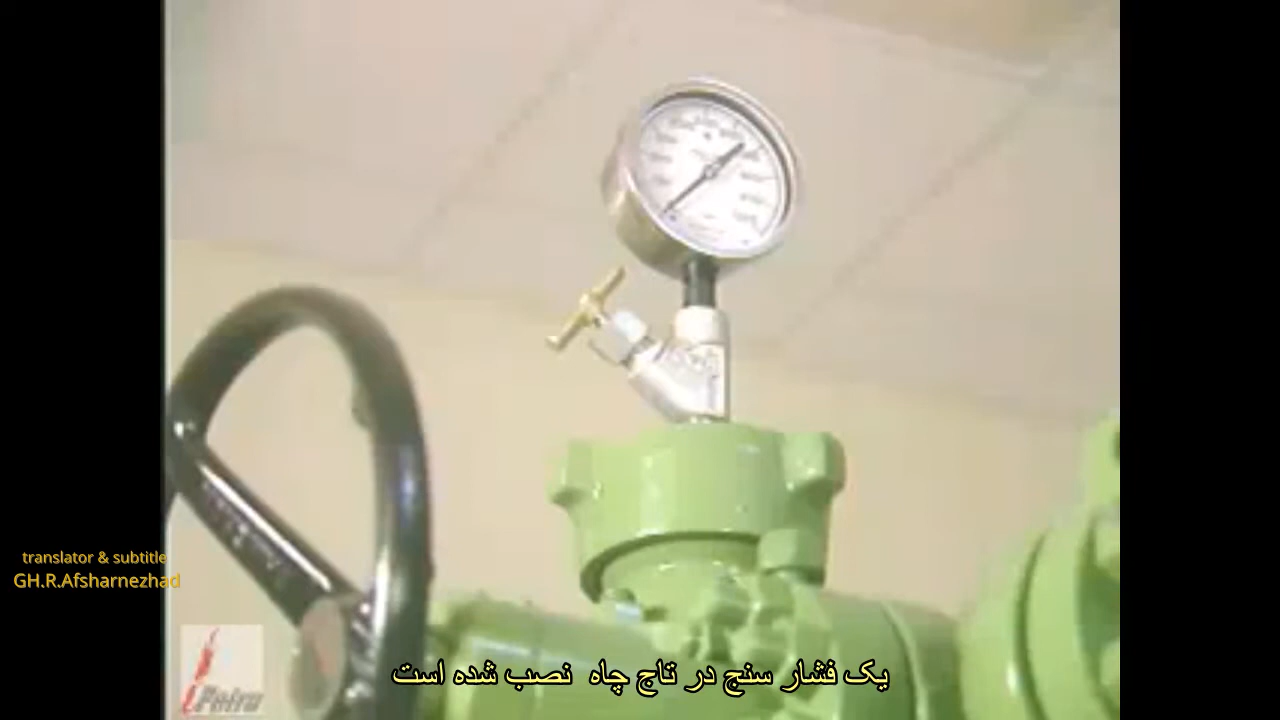 translator & subtitle
GH.R.Afsharnezhad
یک فشار سنج در تاج چاه نصب شده است